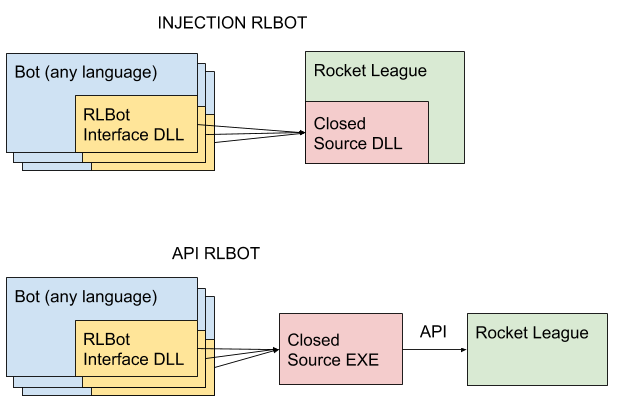 INJECTION RLBOT
Bot (any language)
RLBot
Interface DLL
Rocket League
Closed
Source DLL
API RLBOT
Bot (any language)
RLBot
Interface DLL
Closed
Source EXE
API
Rocket League